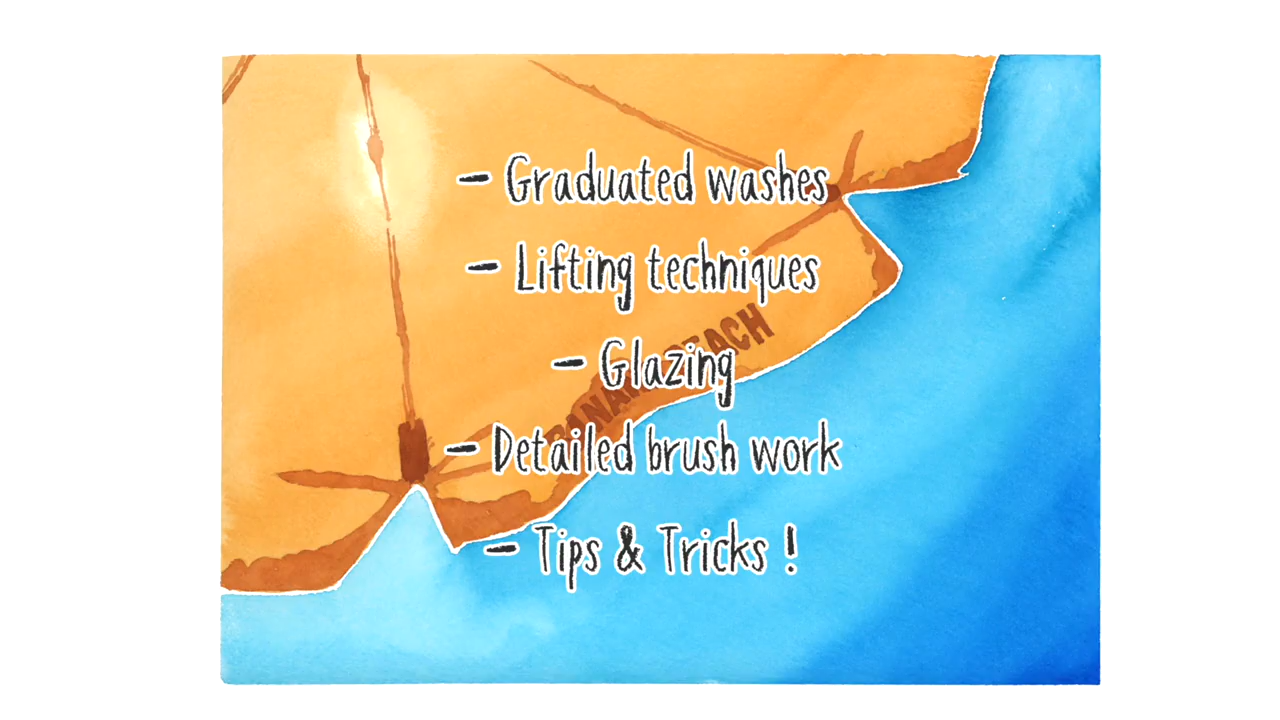 - Graduated washes
- Lifting techniques
- Glazing
- Detailed brush work
- Tips & Tricks !